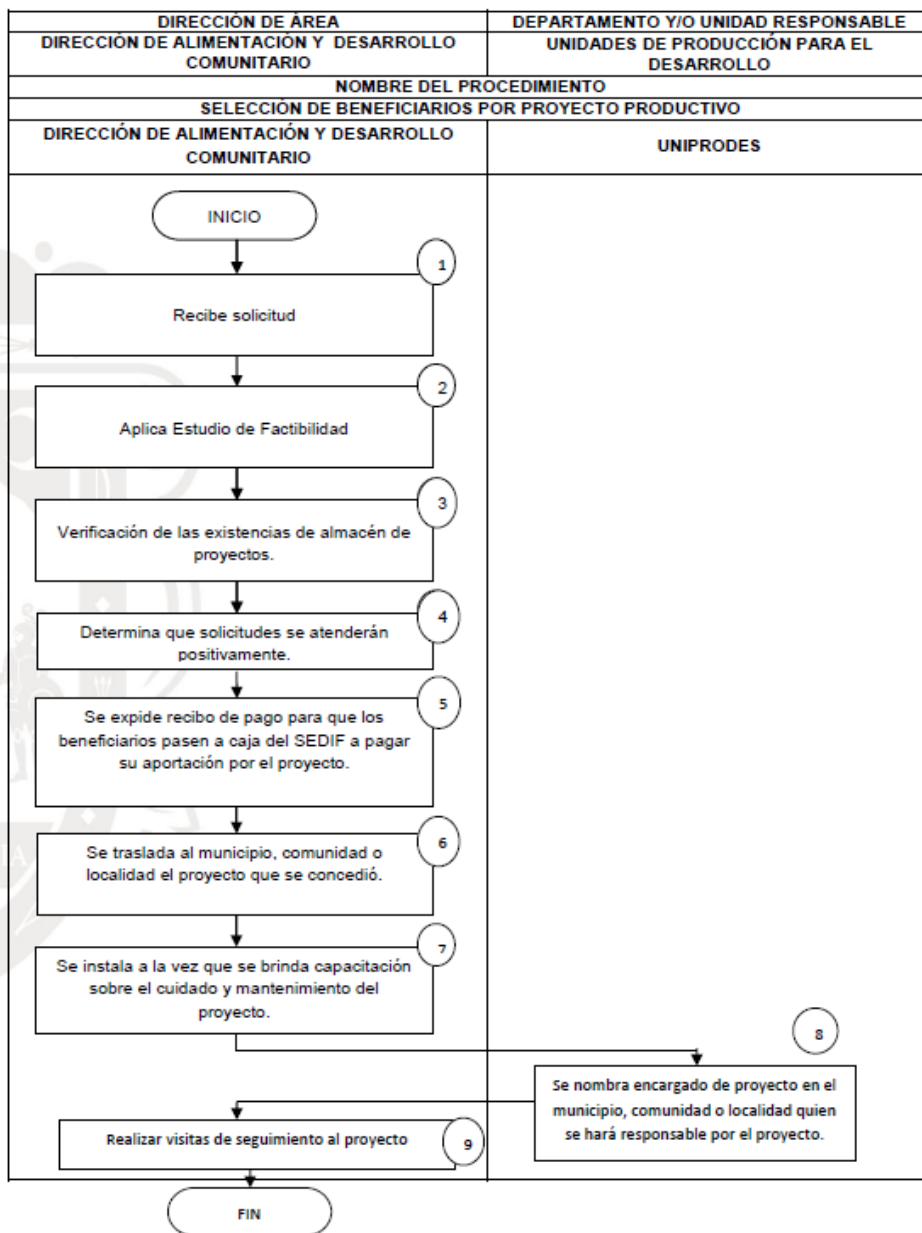 DIRECCIÓN DE ÁREA
DEPARTAMENTO Y/O UNIDAD RESPONSABLE
DIRECCIÓN DE ALIMENTACIÓN Y DESARROLLO
COMUNITARIO
UNIDADES DE PRODUCCIÓN PARA EL
DESARROLLO
NOMBRE DEL PROCEDIMIENTO
SELECCIÓN DE BENEFICIARIOS POR PROYECTO PRODUCTIVO
DIRECCIÓN DE ALIMENTACIÓN Y DESARROLLO
COMUNITARIO
UNIPRODES
INICIO
1
Recibe solicitud
2
Aplica Estudio de Factibilidad
3
Verificación de las existencias de almacén de
proyectos.
4
Determina que solicitudes se atenderán
positivamente.
5
Se expide recibo de pago para que los
beneficiarios pasen a caja del SEDIF a pagar
su aportación por el proyecto.
6
Se traslada al municipio, comunidad o
localidad el proyecto que se concedió.
7
Se instala a la vez que se brinda capacitación
sobre el cuidado y mantenimiento del
proyecto.
8
Se nombra encargado de proyecto en el
municipio, comunidad o localidad quien
se hará responsable por el proyecto.
Realizar visitas de seguimiento al proyecto
9
FIN